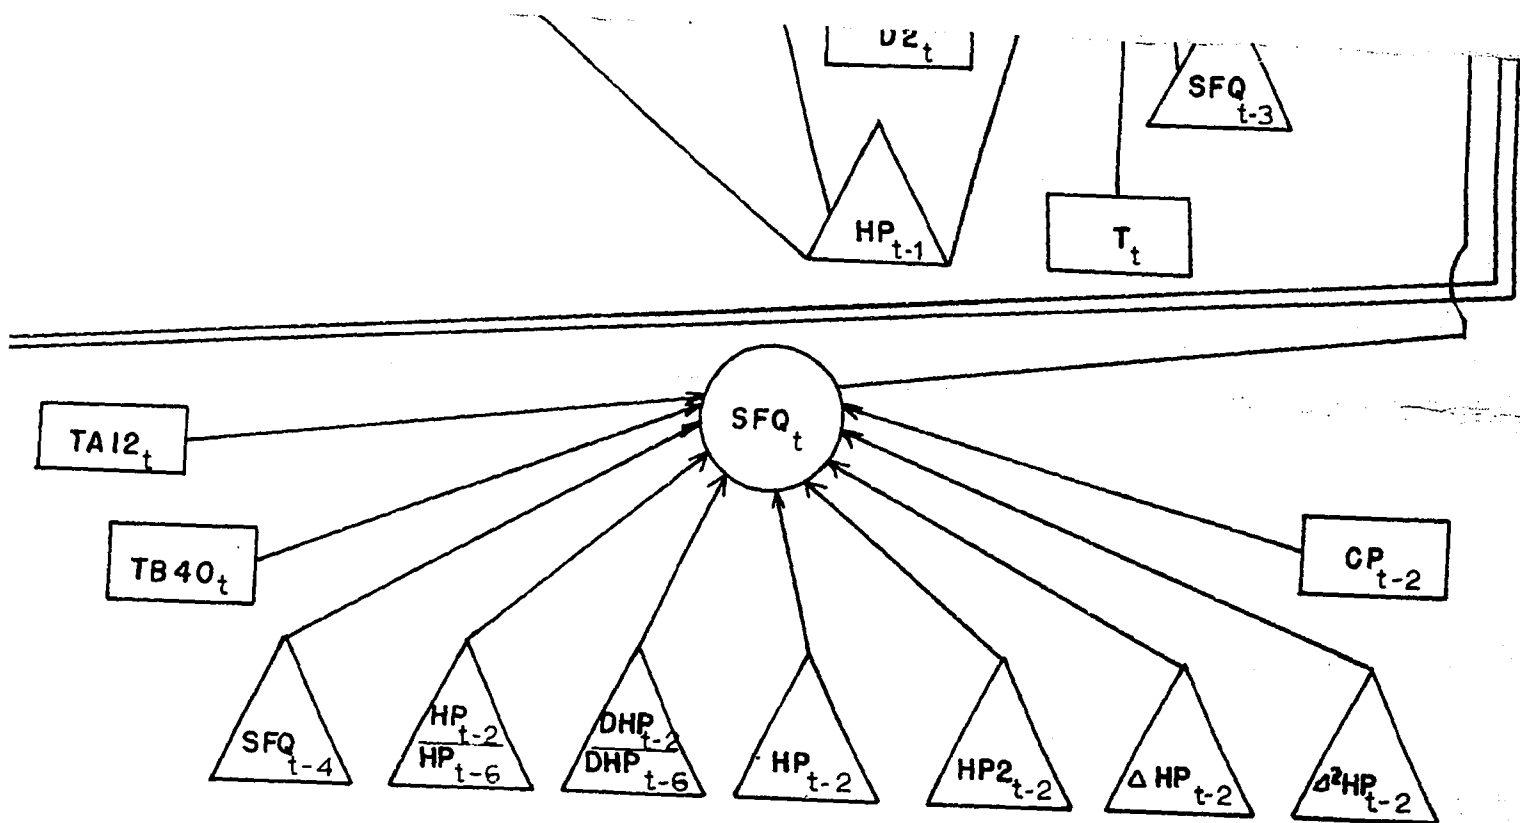 D2t
SFQt-3
HPt-1
Tt
SFQt
TA12t
TB40t
CPt-2
SFQt-4
HPt-2
HPt-6
DHPt-2
DHPt-6
HPt-2
HP2t-2
Δ HPt-2
Δ²HPt-2